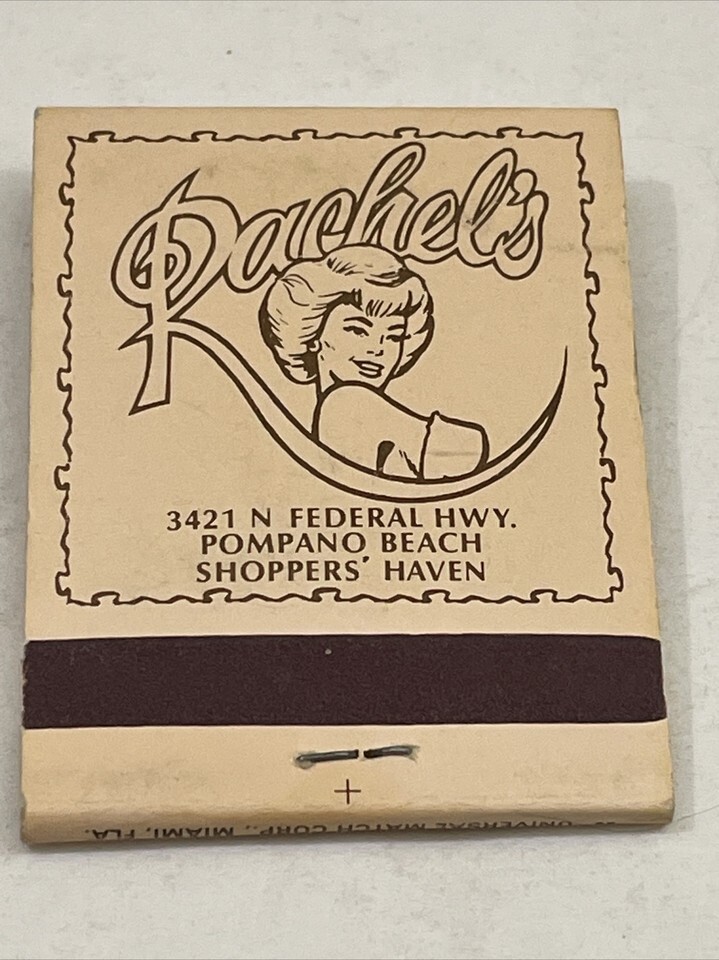 Rachel's
3421 N FEDERAL HWY.
POMPANO BEACH
SHOPPERS' HAVEN
UNIVERSAL MATCH CORP., MIAMI, FLA.